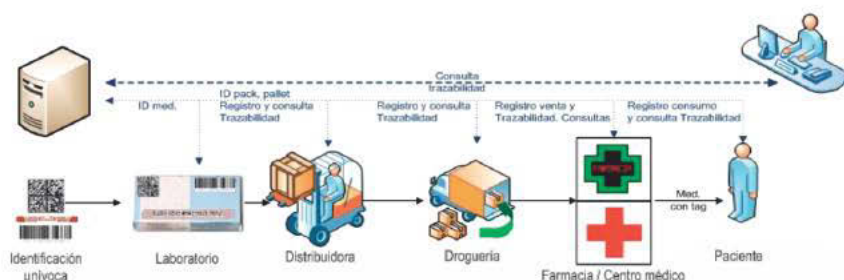 Consulta
trazabilidad
ID pack, pallet
ID med.
Registro y consulta
Trazabilidad
Registro y consulta
Trazabilidad
Registro venta y
Trazabilidad. Consultas
Registro consumo
y consulta Trazabilidad
Med.
con tag
Identificación
unívoca
Laboratorio
Distribuidora
Droguería
Farmacia / Centro médico
Paciente